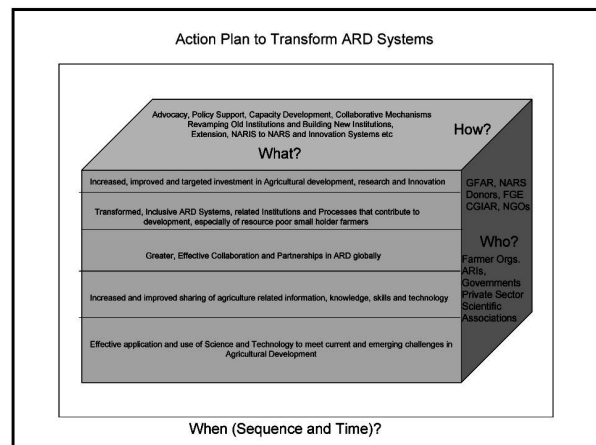 Action Plan to Transform ARD Systems
Advocacy, Policy Support, Capacity Development, Collaborative Mechanisms
Revamping Old Institutions and Building New Institutions,
Extension, NARIS to NARS and Innovation Systems etc
How?
What?
Increased, improved and targeted investment in Agricultural development, research and Innovation
Transformed, Inclusive ARD Systems, related Institutions and Processes that contribute to
development, especially of resource poor small holder farmers
Greater, Effective Collaboration and Partnerships in ARD globally
Increased and improved sharing of agriculture related information, knowledge, skills and technology
Effective application and use of Science and Technology to meet current and emerging challenges in
Agricultural Development
GFAR, NARS
Donors, FGE
CGIAR, NGOs
Who?
Farmer Orgs.
ARIs,
Governments
Private Sector
Scientific
Associations
When (Sequence and Time)?